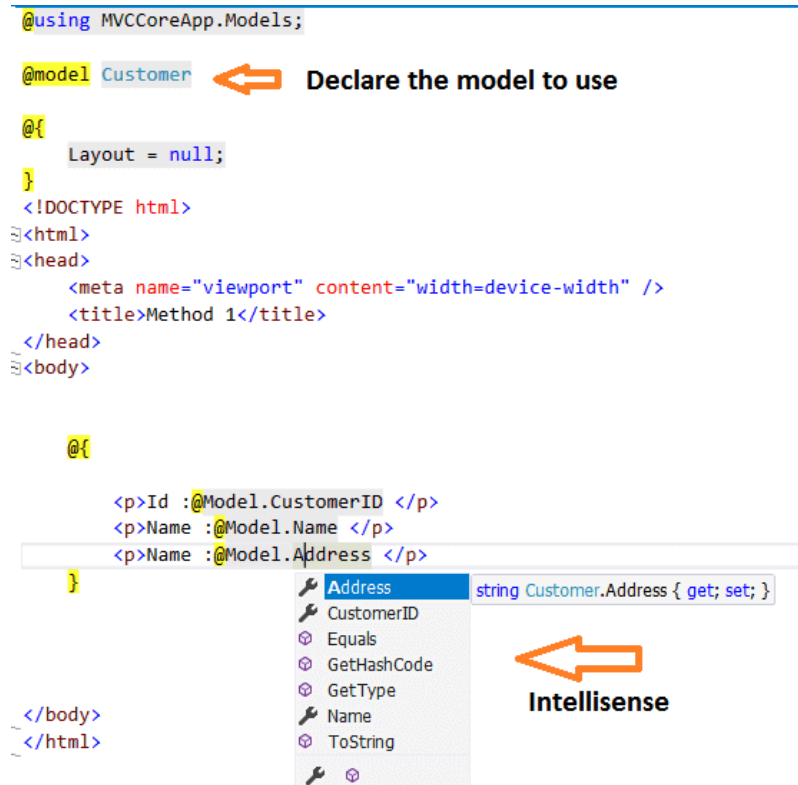 @using MVCCoreApp.Models;
@model Customer
Declare the model to use
@{
Layout = null;
}
<!DOCTYPE html>
<html>
<head>
<meta name="viewport" content="width=device-width" />
<title>Method 1</title>
</head>
<body>
@{
<p>Id :@Model.CustomerID </p>
<p>Name :@Model.Name </p>
<p>Name :@Model.Address </p>
}
Address
string Customer.Address { get; set; }
CustomerID
Equals
GetHashCode
GetType
Name
ToString
Intellisense
</body>
</html>